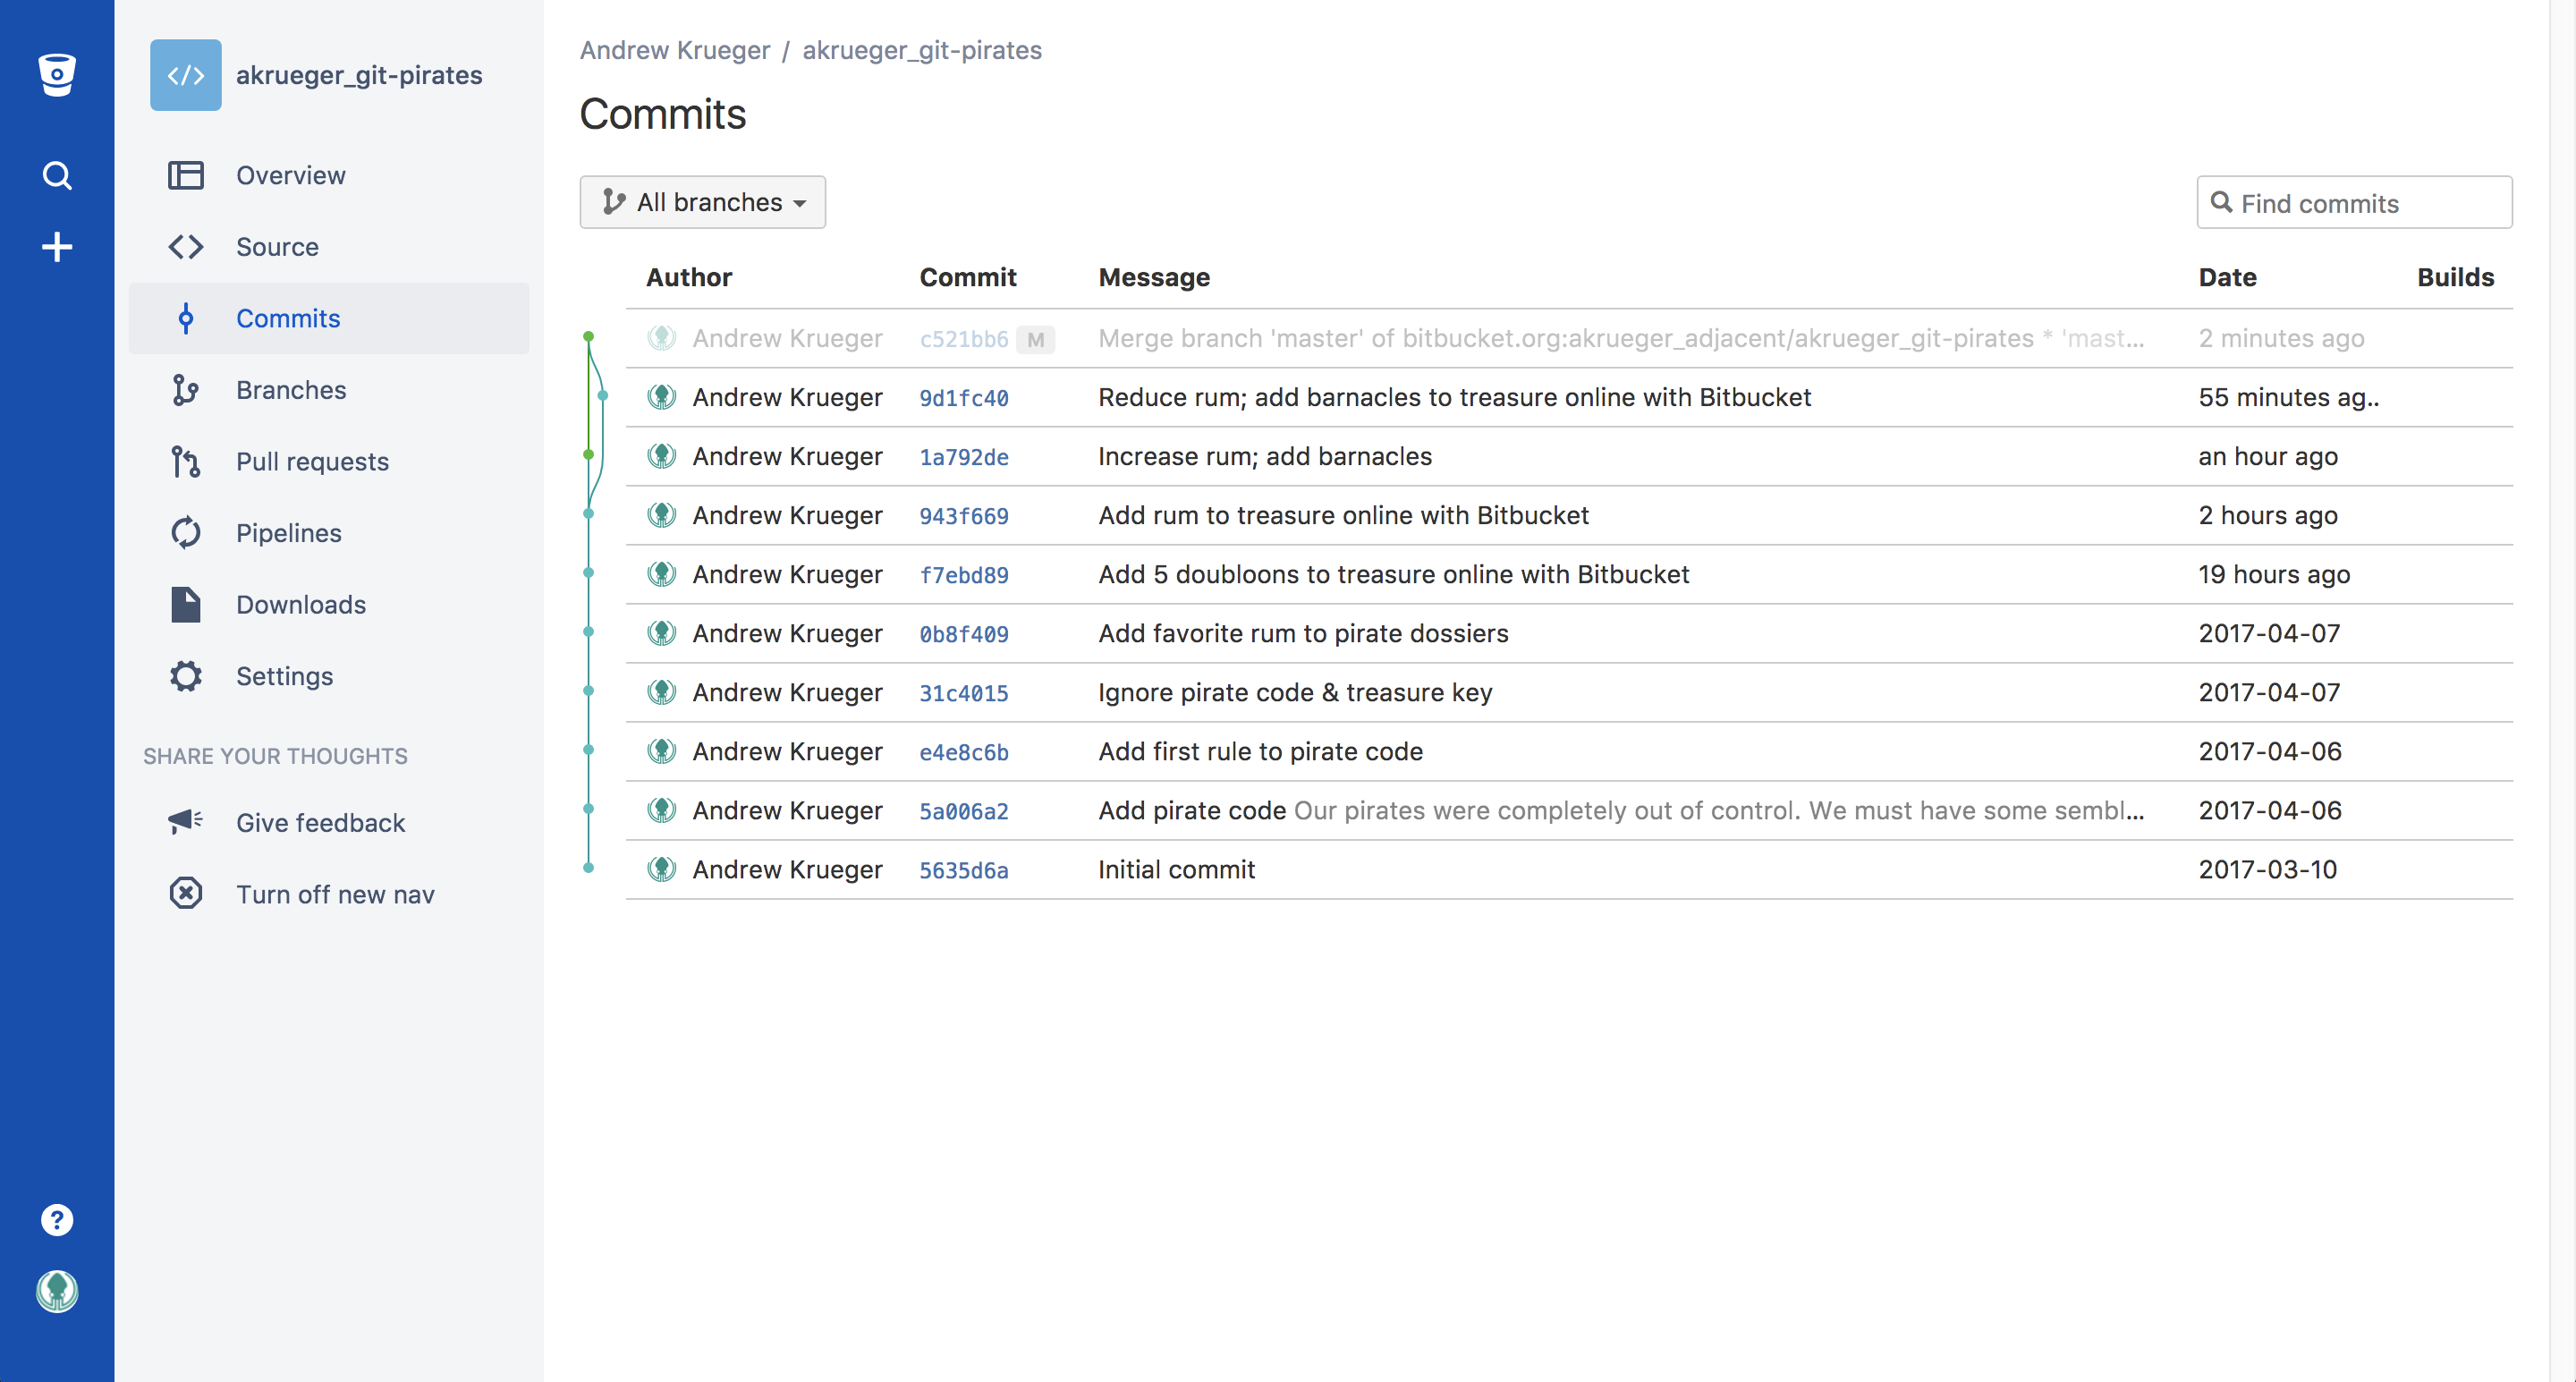 akrueger_git-pirates
Overview
Source
Commits
Branches
Pull requests
Pipelines
Downloads
Settings
SHARE YOUR THOUGHTS
Give feedback
Turn off new nav
Andrew Krueger / akrueger_git-pirates
Commits
All branches
Find commits
Author Commit Message Date Builds
Andrew Krueger c521bb6 M Merge branch 'master' of bitbucket.org:akrueger_adjacent/akrueger_git-pirates * 'mast... 2 minutes ago
Andrew Krueger 9d1fc40 Reduce rum; add barnacles to treasure online with Bitbucket 55 minutes ag..
Andrew Krueger 1a792de Increase rum; add barnacles an hour ago
Andrew Krueger 943f669 Add rum to treasure online with Bitbucket 2 hours ago
Andrew Krueger f7ebd89 Add 5 doubloons to treasure online with Bitbucket 19 hours ago
Andrew Krueger 0b8f409 Add favorite rum to pirate dossiers 2017-04-07
Andrew Krueger 31c4015 Ignore pirate code & treasure key 2017-04-07
Andrew Krueger e4e8c6b Add first rule to pirate code 2017-04-06
Andrew Krueger 5a006a2 Add pirate code Our pirates were completely out of control. We must have some sembl... 2017-04-06
Andrew Krueger 5635d6a Initial commit 2017-03-10